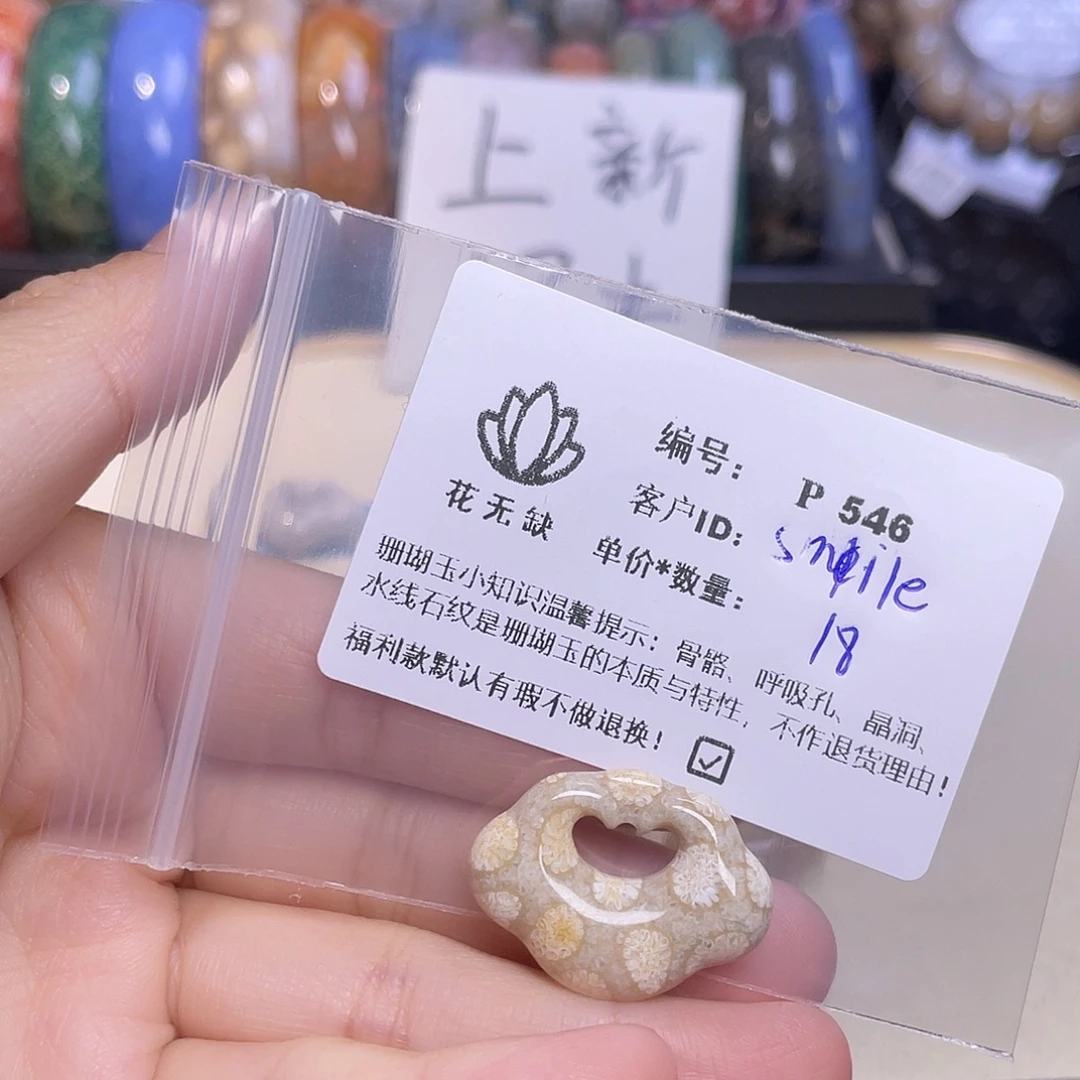 上新
花无缺
编号: P 546
客户ID: smile
单价*数量: 18
珊瑚玉小知识温馨提示：骨骼、呼吸孔、晶洞、
水线石纹是珊瑚玉的本质与特性，不作退货理由！
福利款默认有瑕不做退换！